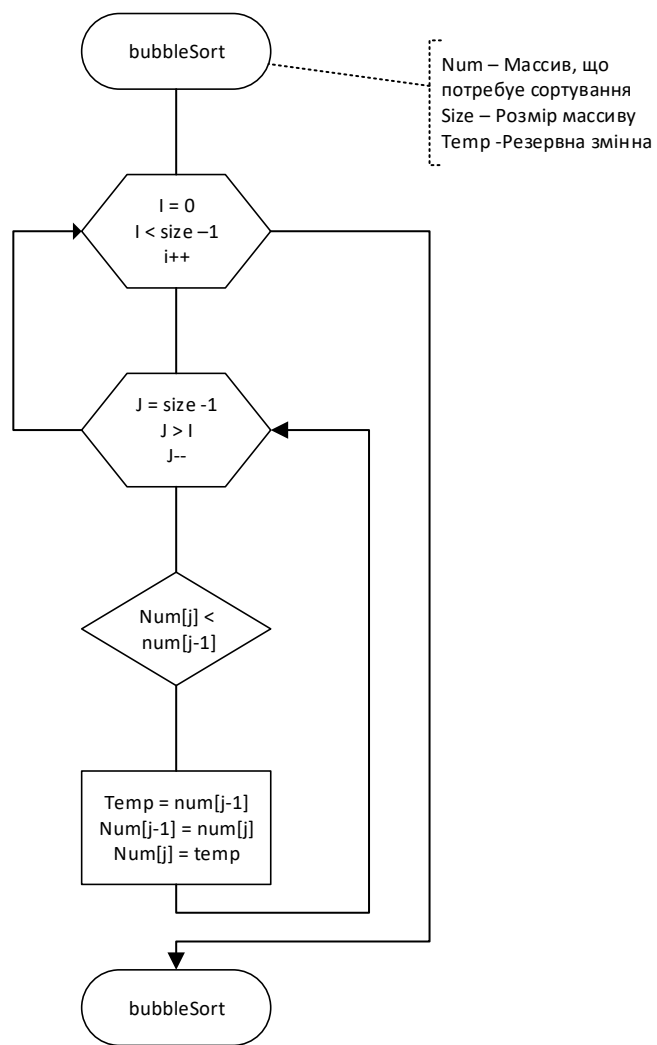 bubbleSort
Num – Массив, що
потребує сортування
Size – Розмір массиву
Temp -Резервна змінна
I = 0
I < size –1
i++
J = size -1
J > I
J--
Num[j] <
num[j-1]
Temp = num[j-1]
Num[j-1] = num[j]
Num[j] = temp
bubbleSort